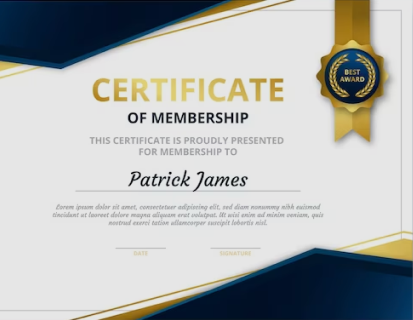 CERTIFICATE
OF MEMBERSHIP
BEST
AWARD
THIS CERTIFICATE IS PROUDLY PRESENTED
FOR MEMBERSHIP TO
Patrick James
Lorem ipsum dolor sit amet, consectetuer adipiscing elit, sed diam nonummy nibh euismod
tincidunt ut laoreet dolore magna aliquam erat volutpat. Ut wisi enim ad minim veniam, quis
nostrud exerci tation ullamcorper suscipit lobortis nisl.
DATE
SIGNATURE